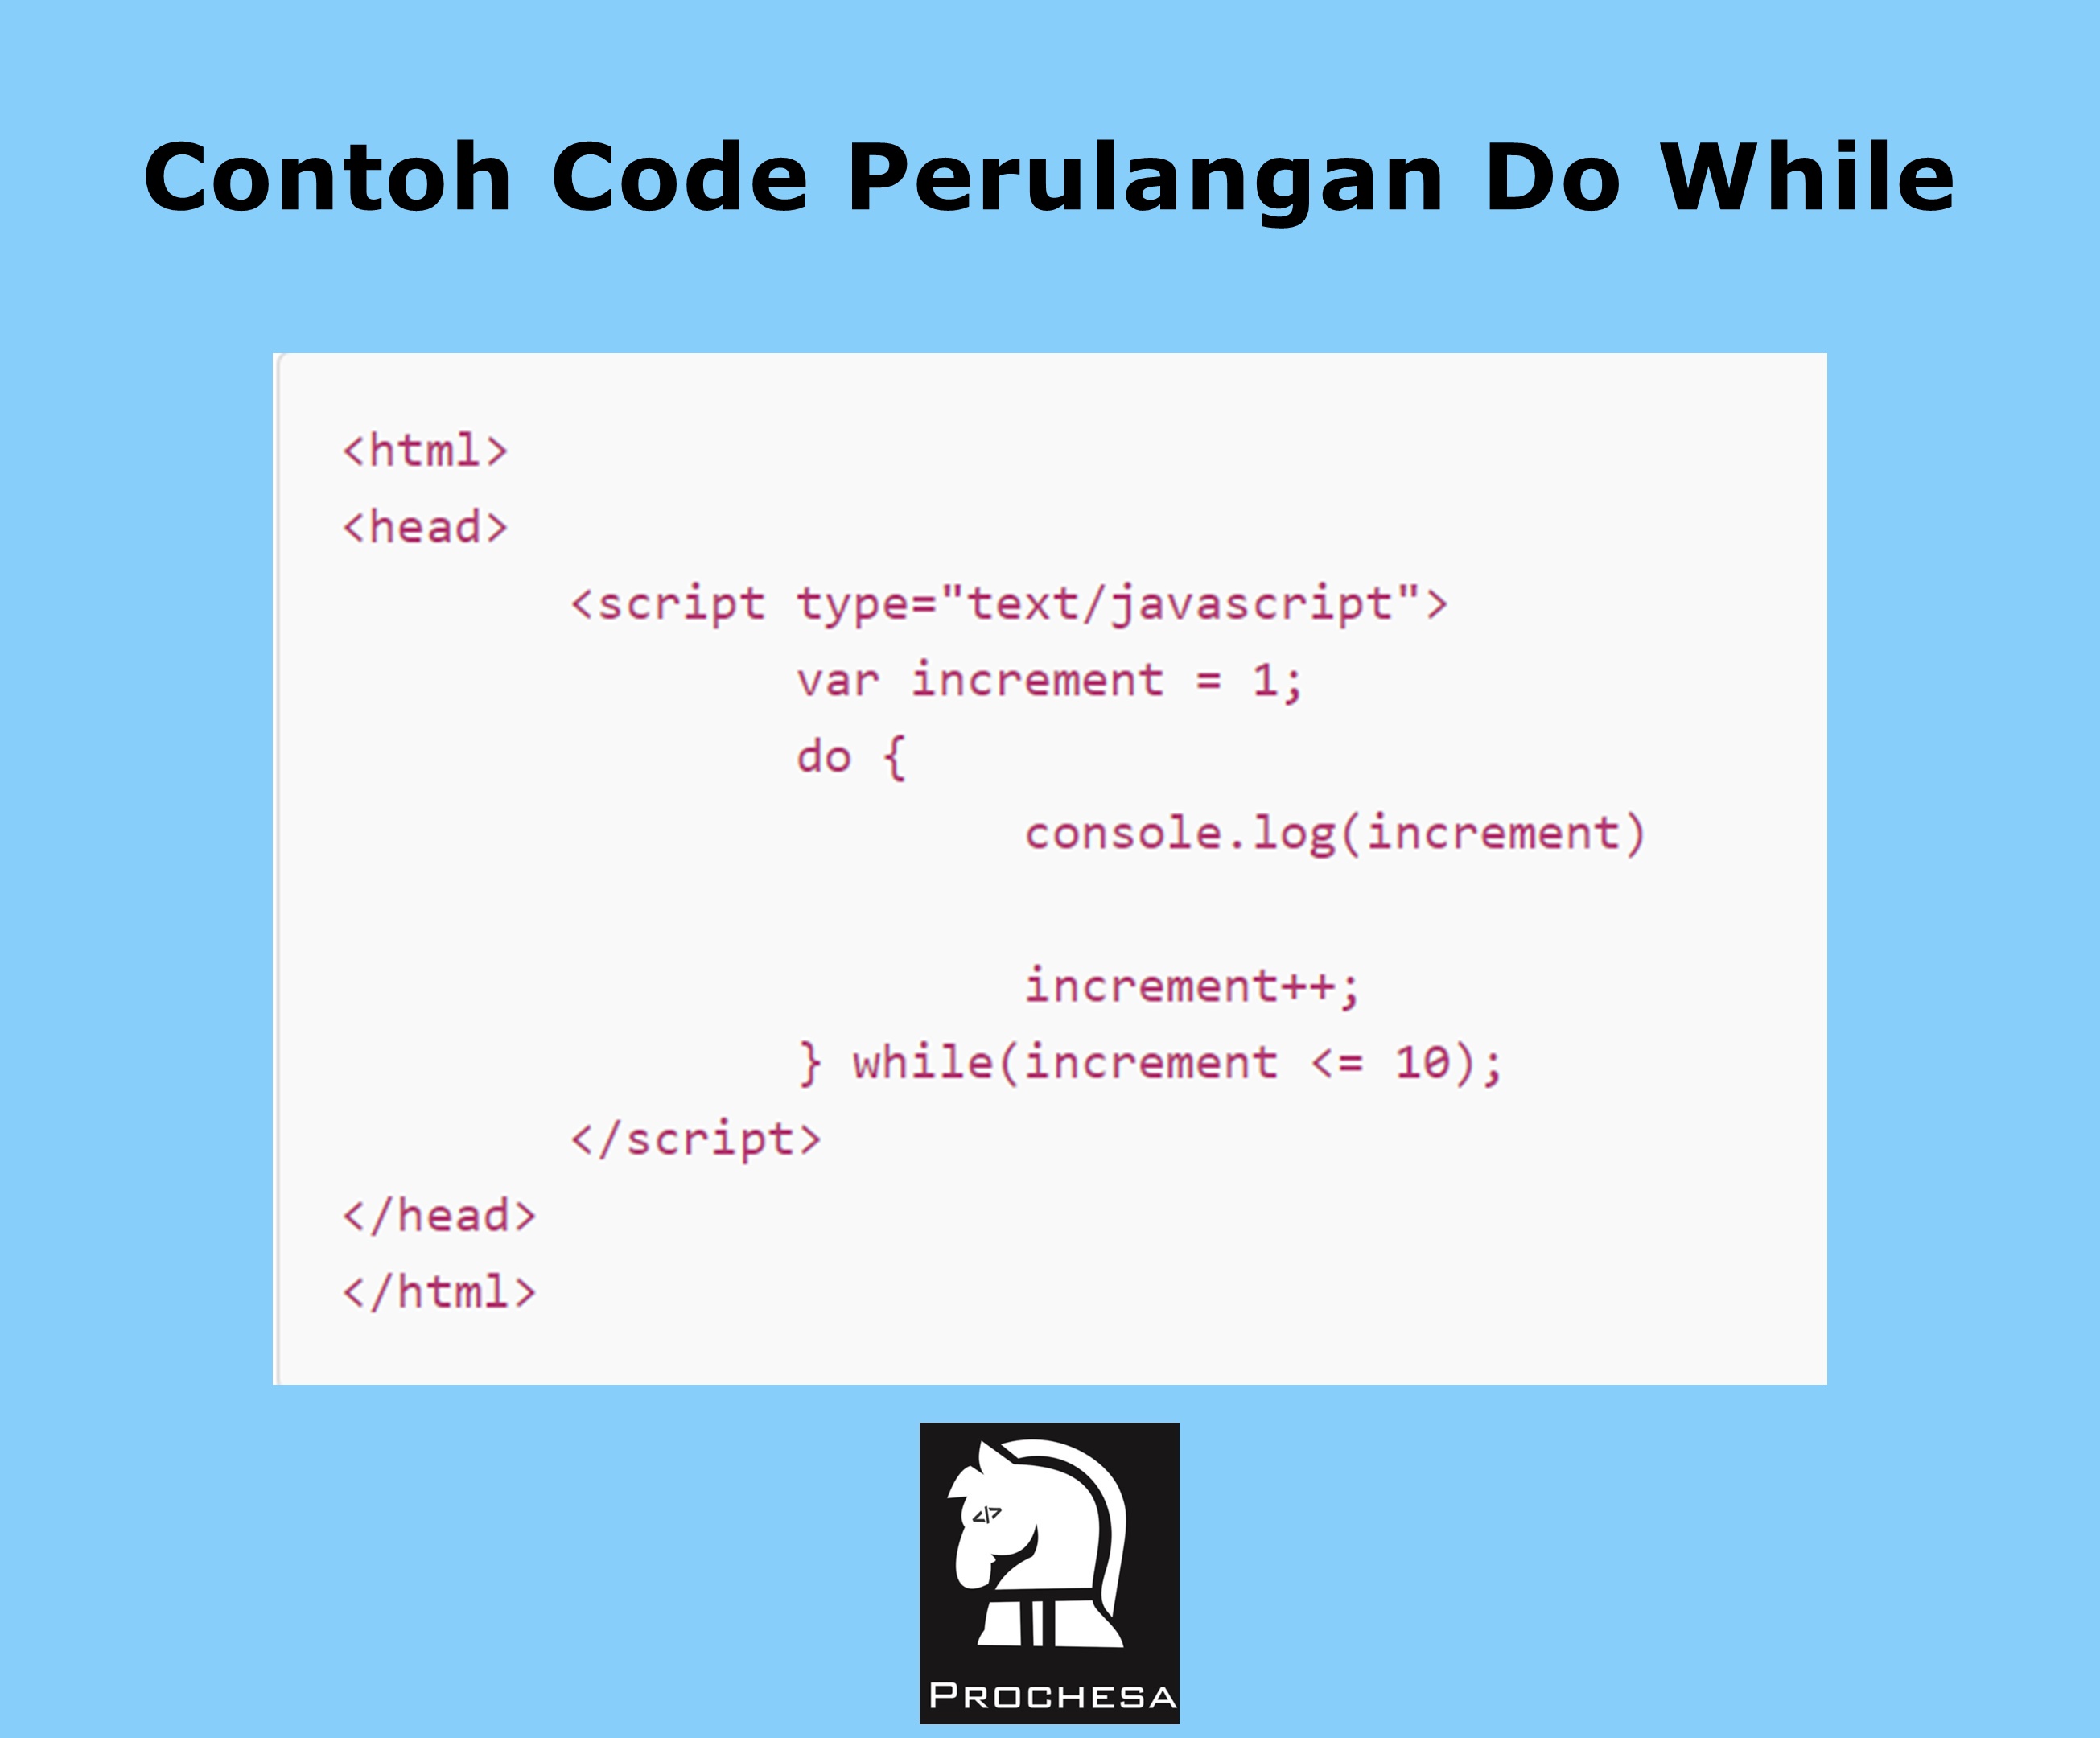 Contoh Code Perulangan Do While
<html>
<head>
<script type="text/javascript">
var increment = 1;
do {
console.log(increment)
increment++;
} while(increment <= 10);
</script>
</head>
</html>
</>
PROCHESA